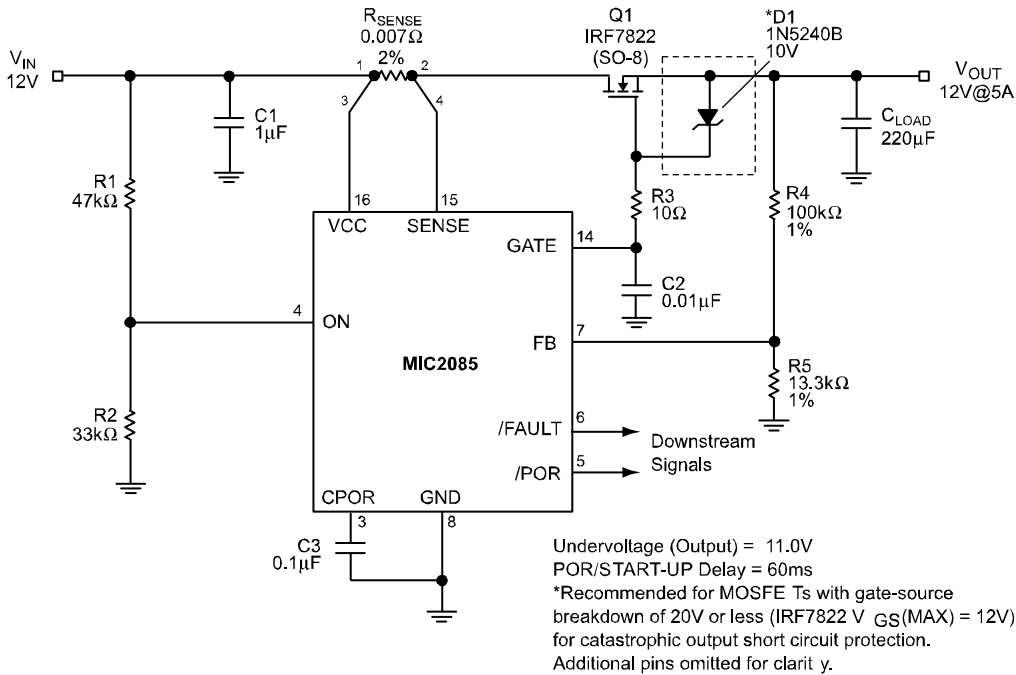 RSENSE
0.007Ω
2%
Q1
IRF7822
(SO-8)
*D1
1N5240B
10V
VIN
12V
1
2
3
4
VOUT
12V@5A
C1
1µF
CLOAD
220µF
R1
47kΩ
R3
10Ω
R4
100kΩ
1%
16
15
VCC
SENSE
GATE
14
C2
0.01µF
4
ON
FB
7
MIC2085
R5
13.3kΩ
1%
R2
33kΩ
/FAULT
6
/POR
5
Downstream
Signals
CPOR
GND
3
8
C3
0.1µF
Undervoltage (Output) = 11.0V
POR/START-UP Delay = 60ms
*Recommended for MOSFE Ts with gate-source
breakdown of 20V or less (IRF7822 V GS(MAX) = 12V)
for catastrophic output short circuit protection.
Additional pins omitted for clarit y.